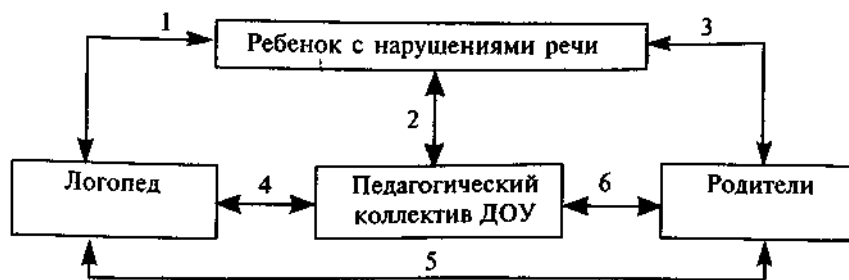 1
Ребенок с нарушениями речи
3
2
Логопед
4
Педагогический
коллектив ДОУ
6
Родители
5